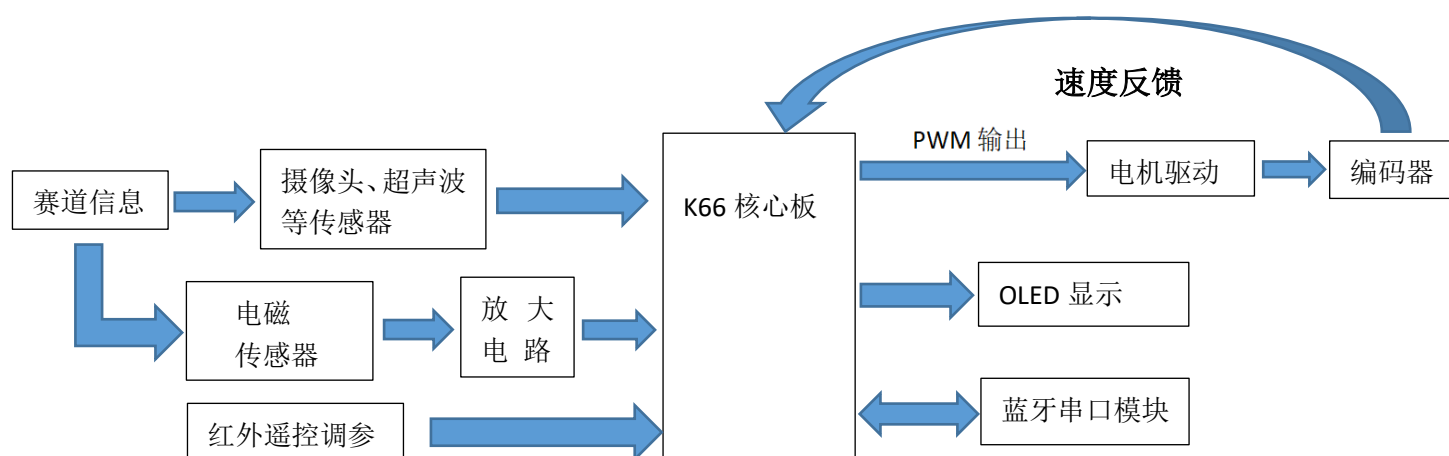 速度反馈
PWM 输出
赛道信息
摄像头、超声波
等传感器
K66 核心板
电机驱动
编码器
电磁
传感器
放 大
电 路
OLED 显示
红外遥控调参
蓝牙串口模块